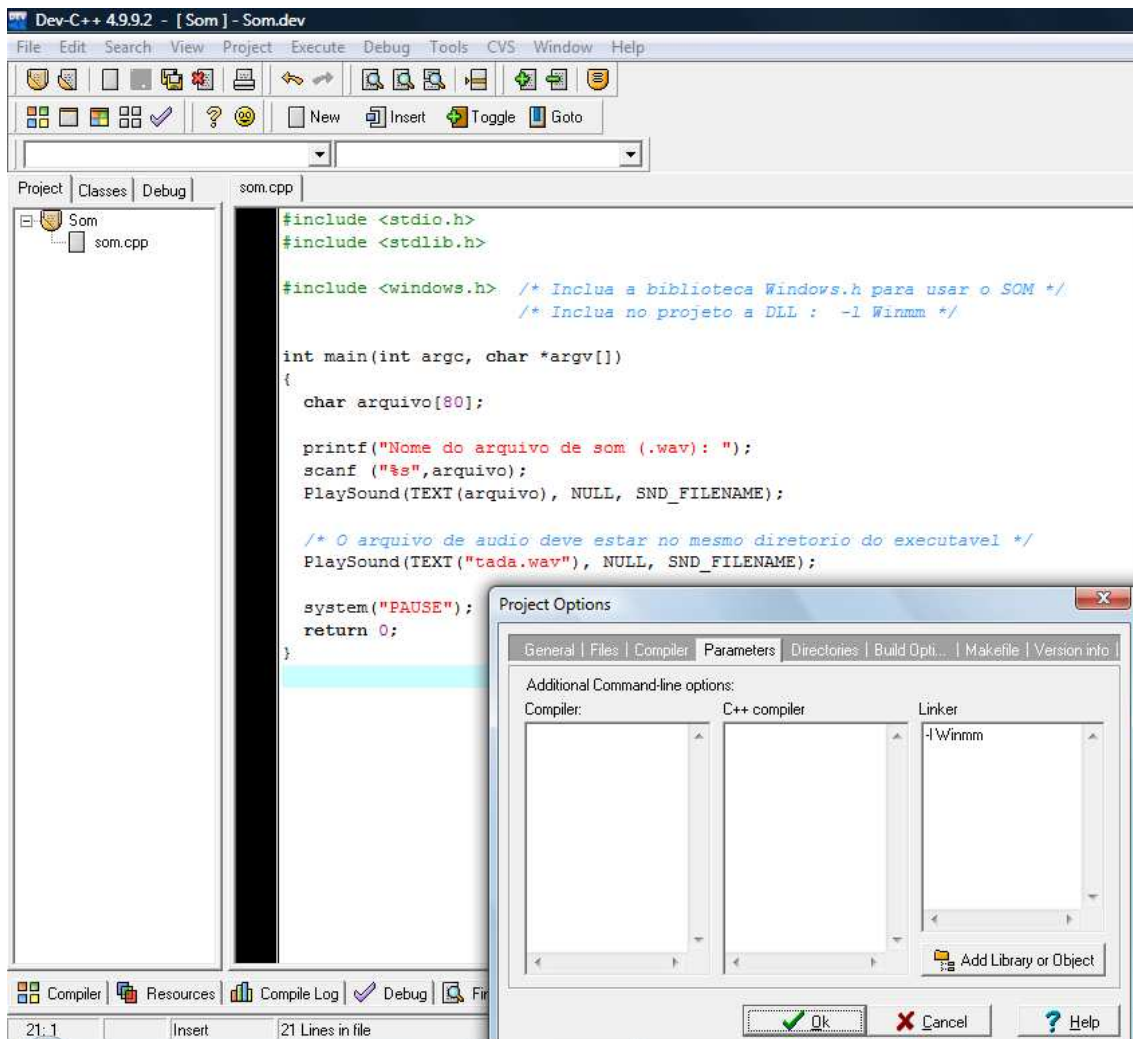 Dev-C++ 4.9.9.2 - [ Som ] - Som.dev
File Edit Search View Project Execute Debug Tools CVS Window Help
New Insert Toggle Goto
Project Classes Debug
som.cpp
Som
som.cpp
#include <stdio.h>
#include <stdlib.h>
#include <windows.h> /* Inclua a biblioteca Windows.h para usar o SOM */
/* Inclua no projeto a DLL : -l Winmm */
int main(int argc, char *argv[])
{
char arquivo[80];
printf("Nome do arquivo de som (.wav): ");
scanf ("%s",arquivo);
PlaySound(TEXT(arquivo), NULL, SND_FILENAME);
/* O arquivo de audio deve estar no mesmo diretorio do executavel */
PlaySound(TEXT("tada.wav"), NULL, SND_FILENAME);
system("PAUSE");
return 0;
}
Project Options
General Files Compiler Parameters Directories Build Opti... Makefile Version info
Additional Command-line options:
Compiler: C++ compiler Linker
-l Winmm
Add Library or Object
Ok Cancel Help
Compiler Resources Compile Log Debug Fi
21: 1 Insert 21 Lines in file